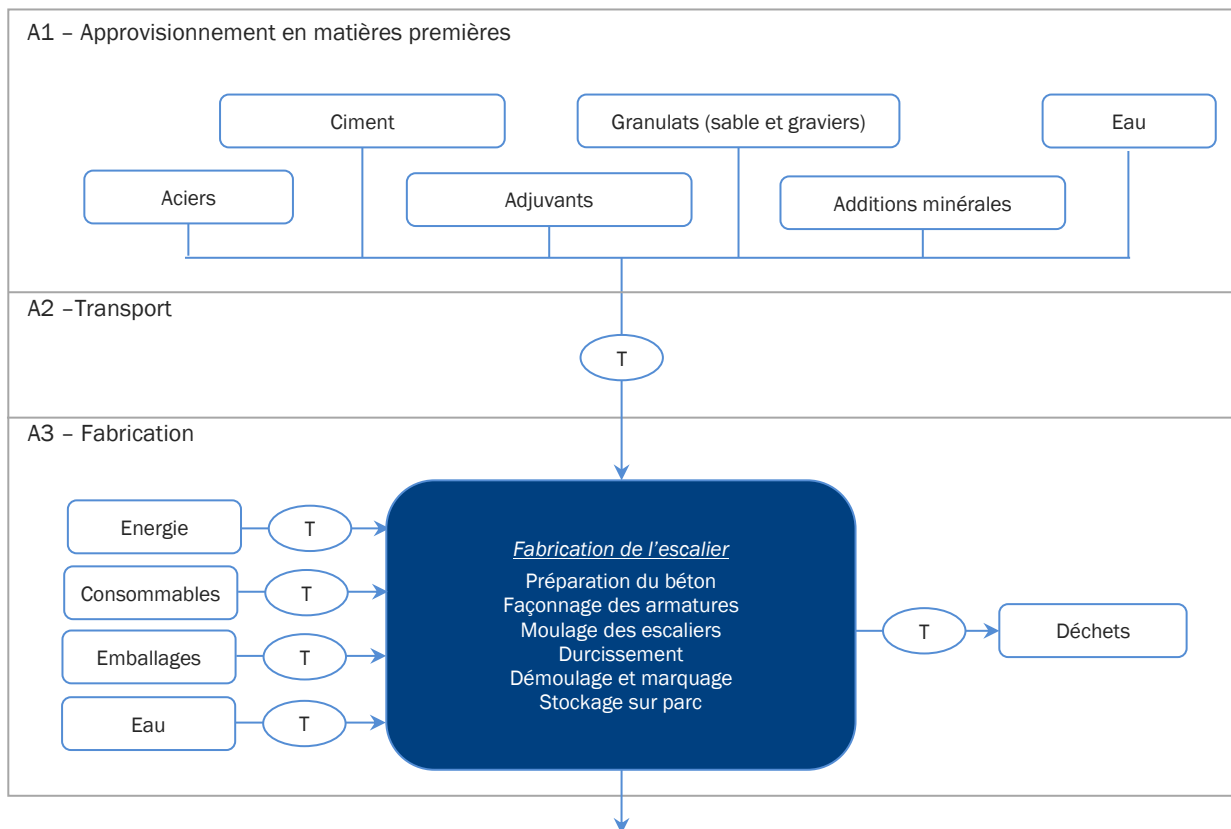 A1 – Approvisionnement en matières premières
Ciment
Granulats (sable et graviers)
Eau
Aciers
Adjuvants
Additions minérales
A2 –Transport
T
A3 – Fabrication
Energie
T
Consommables
T
Emballages
T
Eau
T
Fabrication de l'escalier
Préparation du béton
Façonnage des armatures
Moulage des escaliers
Durcissement
Démoulage et marquage
Stockage sur parc
T
Déchets